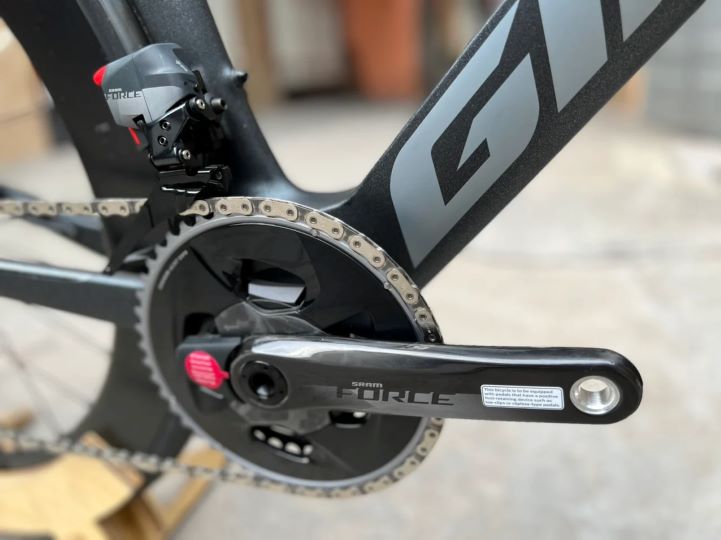 SRAM
FORCE
GI
SRAM
FORCE
This bicycle is to be equipped
with pedals that have a positive
foot-retaining device such as
toe-clips or clipless-type pedals.